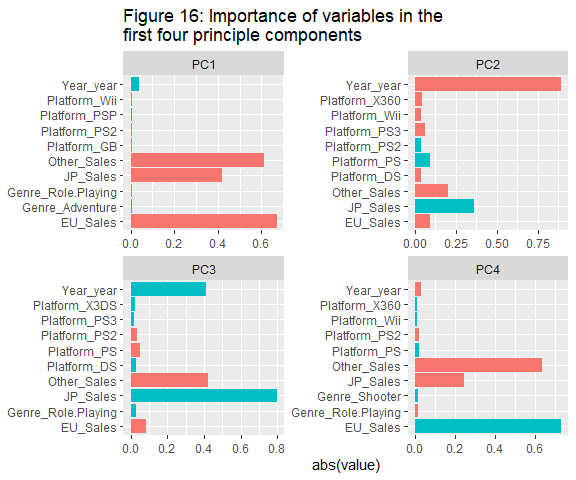 Figure 16: Importance of variables in the
first four principle components
PC1
Year_year
Platform_Wii
Platform_PSP
Platform_PS2
Platform_GB
Other_Sales
JP_Sales
Genre_Role.Playing
Genre_Adventure
EU_Sales
0.0 0.2 0.4 0.6
PC2
Year_year
Platform_X360
Platform_Wii
Platform_PS3
Platform_PS2
Platform_PS
Platform_DS
Other_Sales
JP_Sales
EU_Sales
0.00 0.25 0.50 0.75
PC3
Year_year
Platform_X3DS
Platform_PS3
Platform_PS2
Platform_PS
Platform_DS
Other_Sales
JP_Sales
Genre_Role.Playing
EU_Sales
0.0 0.2 0.4 0.6 0.8
PC4
Year_year
Platform_X360
Platform_Wii
Platform_PS2
Platform_PS
Other_Sales
JP_Sales
Genre_Shooter
Genre_Role.Playing
EU_Sales
0.0 0.2 0.4 0.6
abs(value)